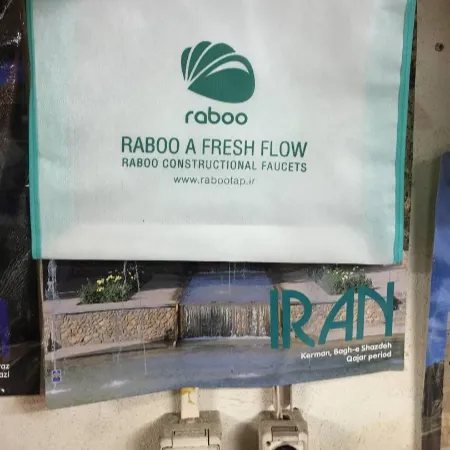 raboo
RABOO A FRESH FLOW
RABOO CONSTRUCTIONAL FAUCETS
www.rabootap.ir
IRAN
Kerman, Bagh-e Shazdeh
Qajar period